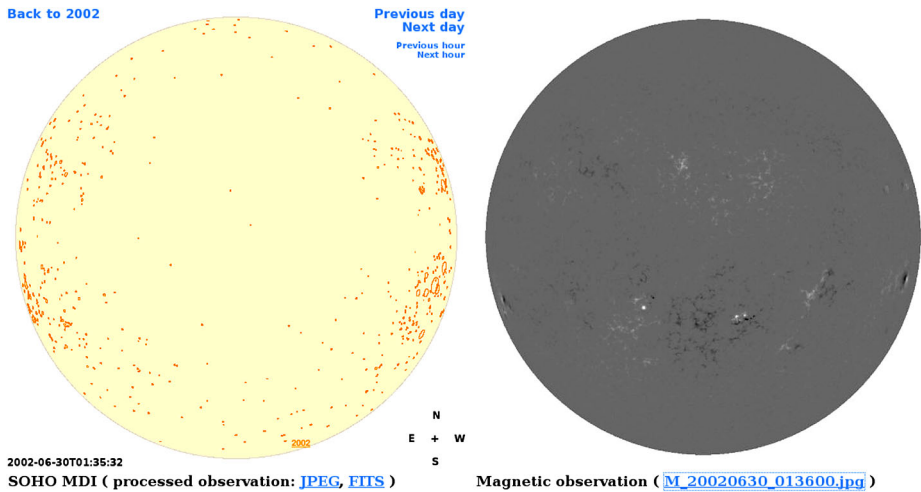 Back to 2002
Previous day
Next day
Previous hour
Next hour
N
E + W
S
2002
2002-06-30T01:35:32
SOHO MDI ( processed observation: JPEG, FITS )
Magnetic observation ( M_20020630_013600.jpg )